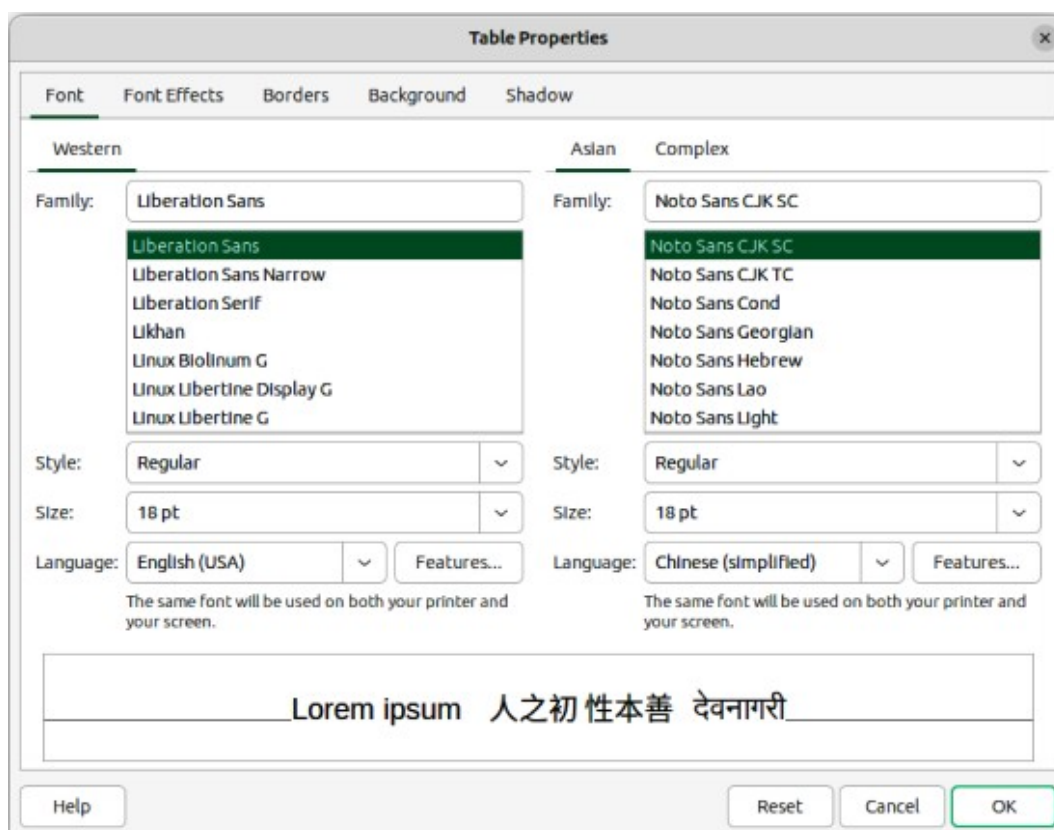 Table Properties
Font Font Effects Borders Background Shadow
Western
Family: Liberation Sans
Liberation Sans
Liberation Sans Narrow
Liberation Serif
Likhan
Linux Biolinum G
Linux Libertine Display G
Linux Libertine G
Style: Regular
Size: 18 pt
Language: English (USA) Features...
The same font will be used on both your printer and
your screen.
Asian Complex
Family: Noto Sans CJK SC
Noto Sans CJK SC
Noto Sans CJK TC
Noto Sans Cond
Noto Sans Georgian
Noto Sans Hebrew
Noto Sans Lao
Noto Sans Light
Style: Regular
Size: 18 pt
Language: Chinese (simplified) Features...
The same font will be used on both your printer and
your screen.
Lorem ipsum 人之初 性本善 देवनागरी
Help Reset Cancel OK